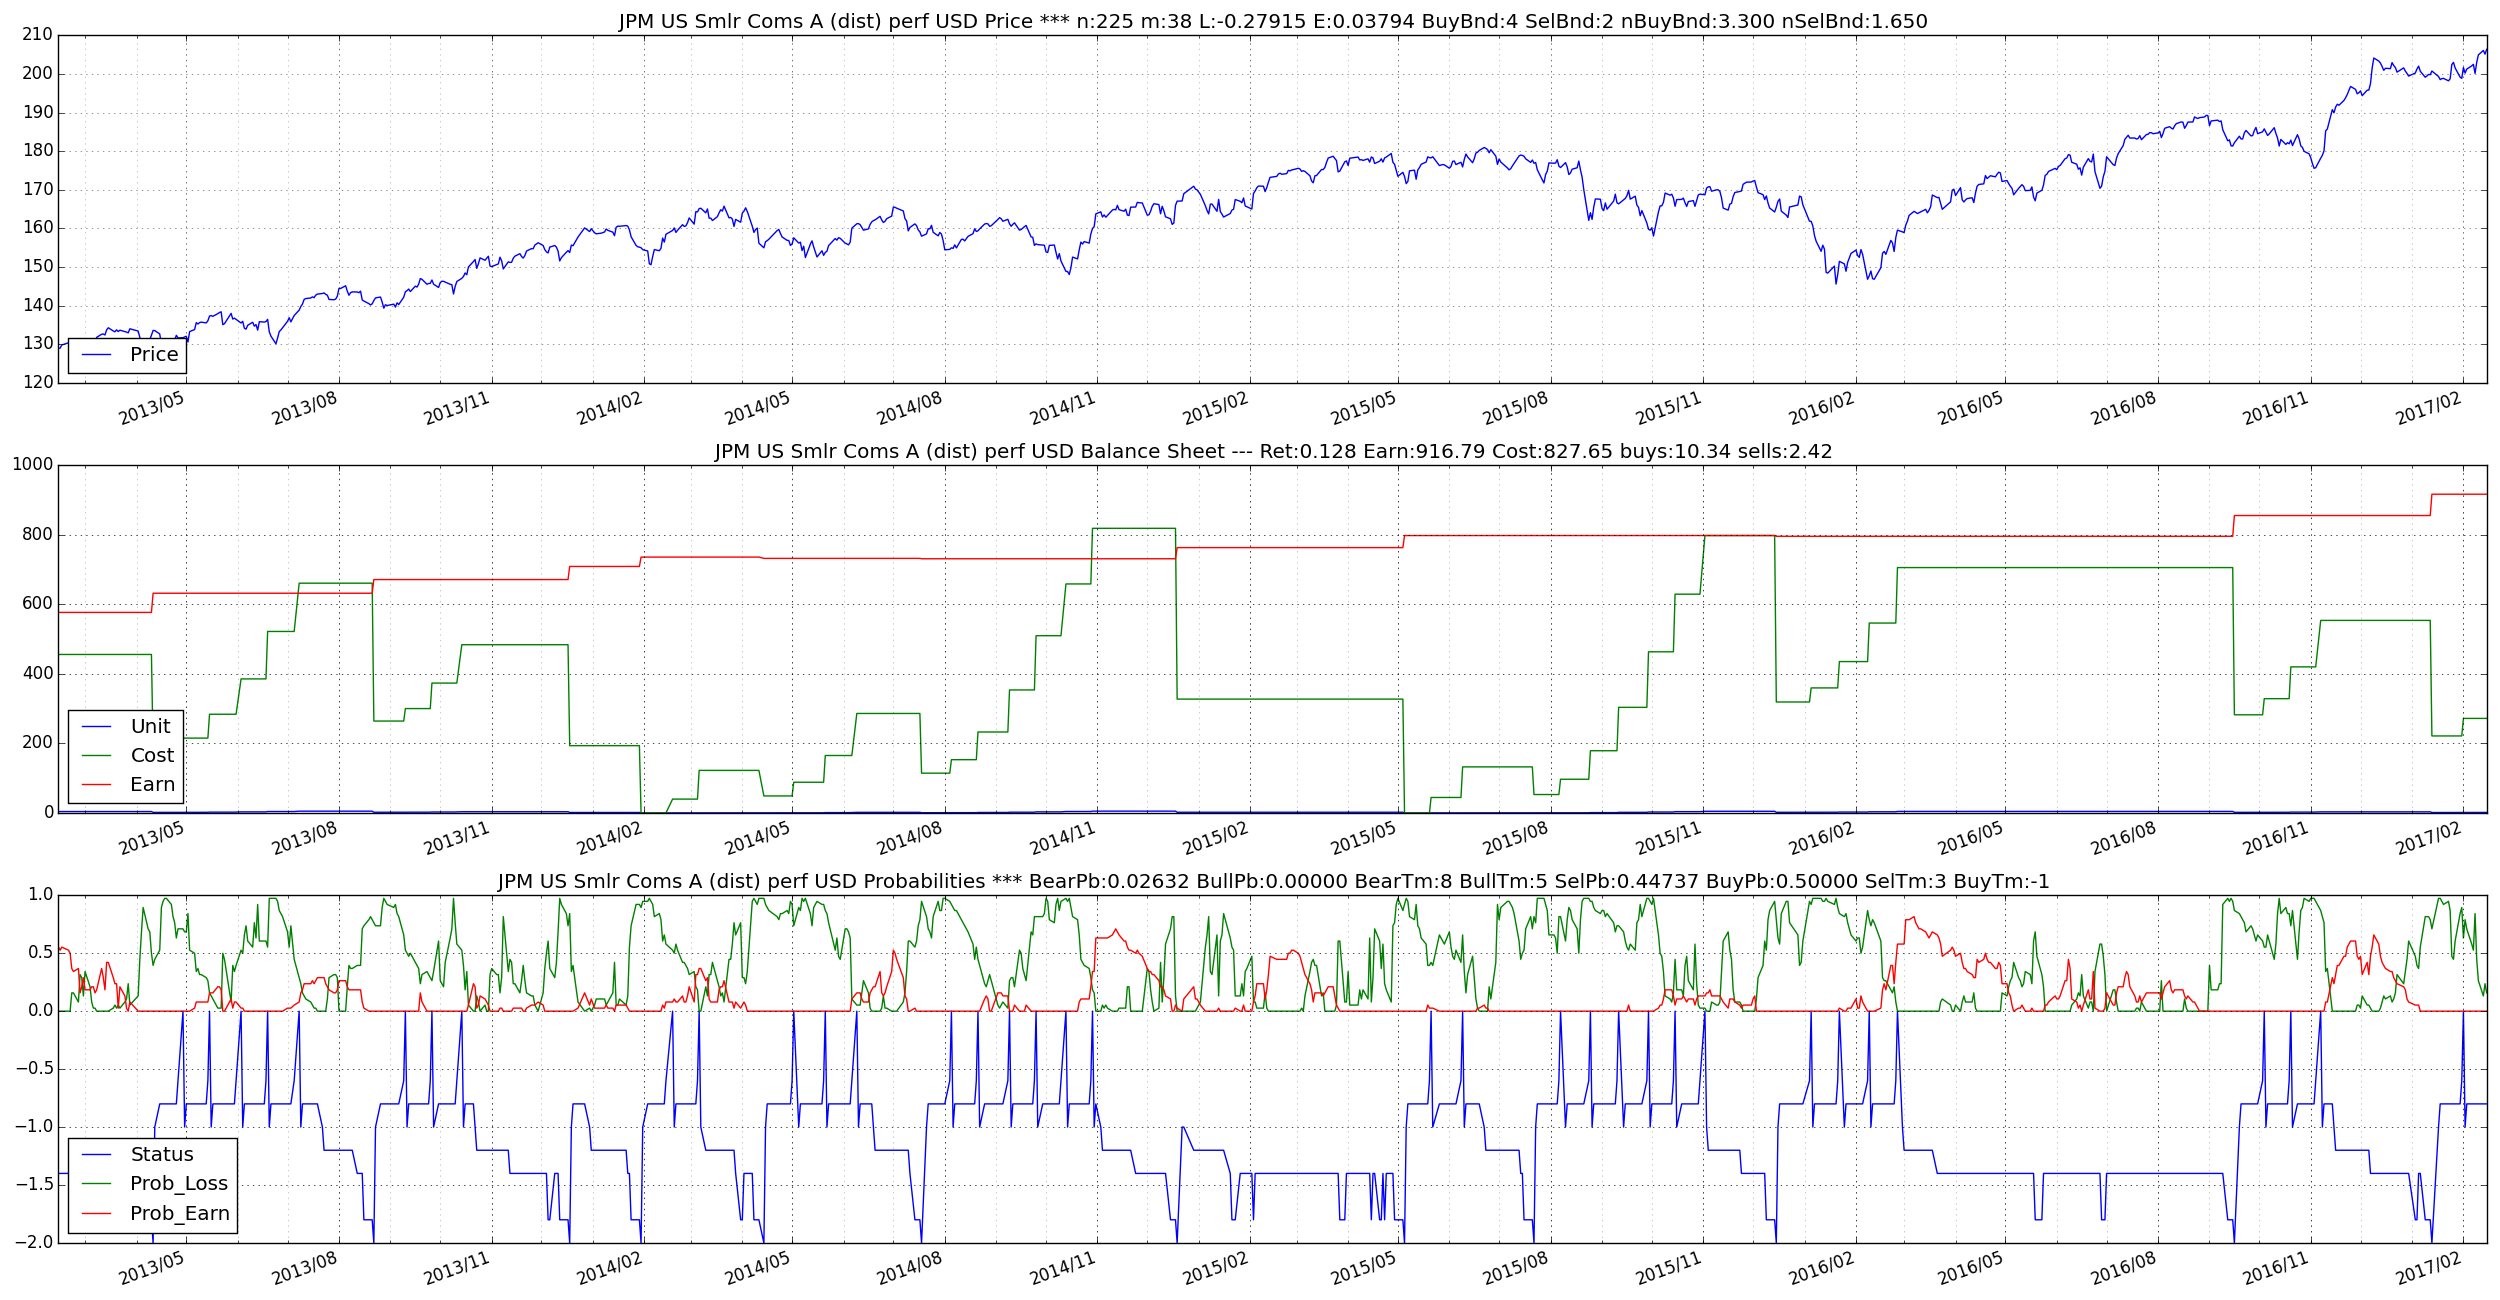 JPM US Smlr Coms A (dist) perf USD Price *** n:225 m:38 L:-0.27915 E:0.03794 BuyBnd:4 SelBnd:2 nBuyBnd:3.300 nSelBnd:1.650
210
200
190
180
170
160
150
140
130
120
Price
2013/05 2013/08 2013/11 2014/02 2014/05 2014/08 2014/11 2015/02 2015/05 2015/08 2015/11 2016/02 2016/05 2016/08 2016/11 2017/02
JPM US Smlr Coms A (dist) perf USD Balance Sheet --- Ret:0.128 Earn:916.79 Cost:827.65 buys:10.34 sells:2.42
1000
800
600
400
200
0
Unit
Cost
Earn
2013/05 2013/08 2013/11 2014/02 2014/05 2014/08 2014/11 2015/02 2015/05 2015/08 2015/11 2016/02 2016/05 2016/08 2016/11 2017/02
JPM US Smlr Coms A (dist) perf USD Probabilities *** BearPb:0.02632 BullPb:0.00000 BearTm:8 BullTm:5 SelPb:0.44737 BuyPb:0.50000 SelTm:3 BuyTm:-1
1.0
0.5
0.0
−0.5
−1.0
−1.5
−2.0
Status
Prob_Loss
Prob_Earn
2013/05 2013/08 2013/11 2014/02 2014/05 2014/08 2014/11 2015/02 2015/05 2015/08 2015/11 2016/02 2016/05 2016/08 2016/11 2017/02